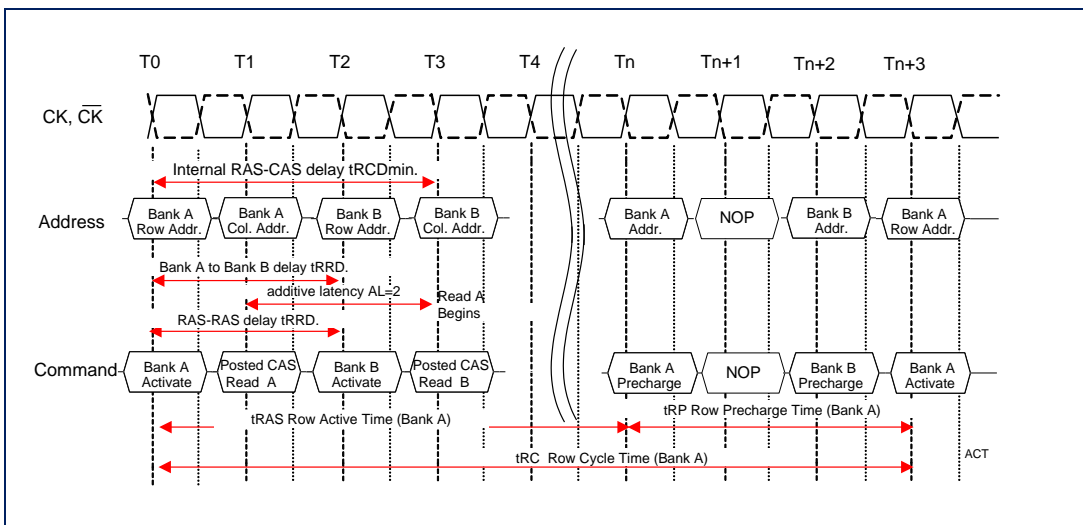 T0 T1 T2 T3 T4 Tn Tn+1 Tn+2 Tn+3
CK, C̅K̅
Internal RAS-CAS delay tRCDmin.
Address
Bank A
Row Addr.
Bank A
Col. Addr.
Bank B
Row Addr.
Bank B
Col. Addr.
Bank A
Addr.
NOP
Bank B
Addr.
Bank A
Row Addr.
Bank A to Bank B delay tRRD.
additive latency AL=2
Read A
Begins
RAS-RAS delay tRRD.
Command
Bank A
Activate
Posted CAS
Read A
Bank B
Activate
Posted CAS
Read B
Bank A
Precharge
NOP
Bank B
Precharge
Bank A
Activate
tRAS Row Active Time (Bank A)
tRP Row Precharge Time (Bank A)
tRC Row Cycle Time (Bank A)
ACT